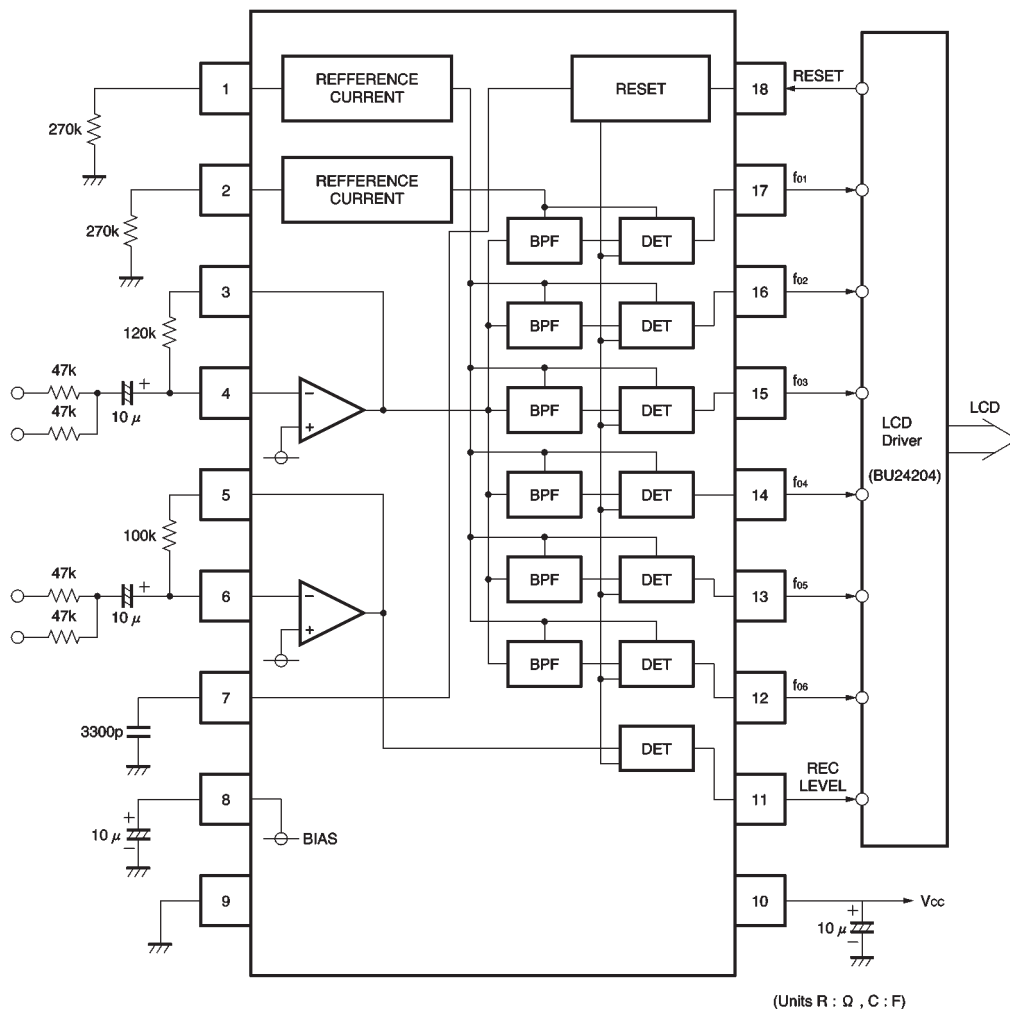 1
REFFERENCE
CURRENT
RESET
18
RESET
270k
2
REFFERENCE
CURRENT
17
f01
270k
BPF
DET
3
16
f02
120k
BPF
DET
47k
+
4
−
15
f03
47k
10 μ
+
BPF
DET
LCD
Driver
(BU24204)
LCD
5
14
f04
100k
BPF
DET
47k
+
6
−
13
f05
47k
10 μ
+
BPF
DET
7
12
f06
BPF
DET
3300p
DET
8
11
REC
LEVEL
+
10 μ
−
BIAS
9
10
Vcc
+
10 μ
−
(Units R : Ω , C : F)